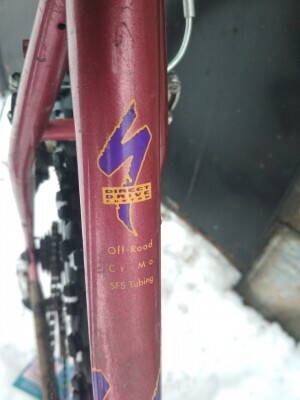 DIRECT
DRIVE
Off-Road
Cr-Mo
SFS Tubing